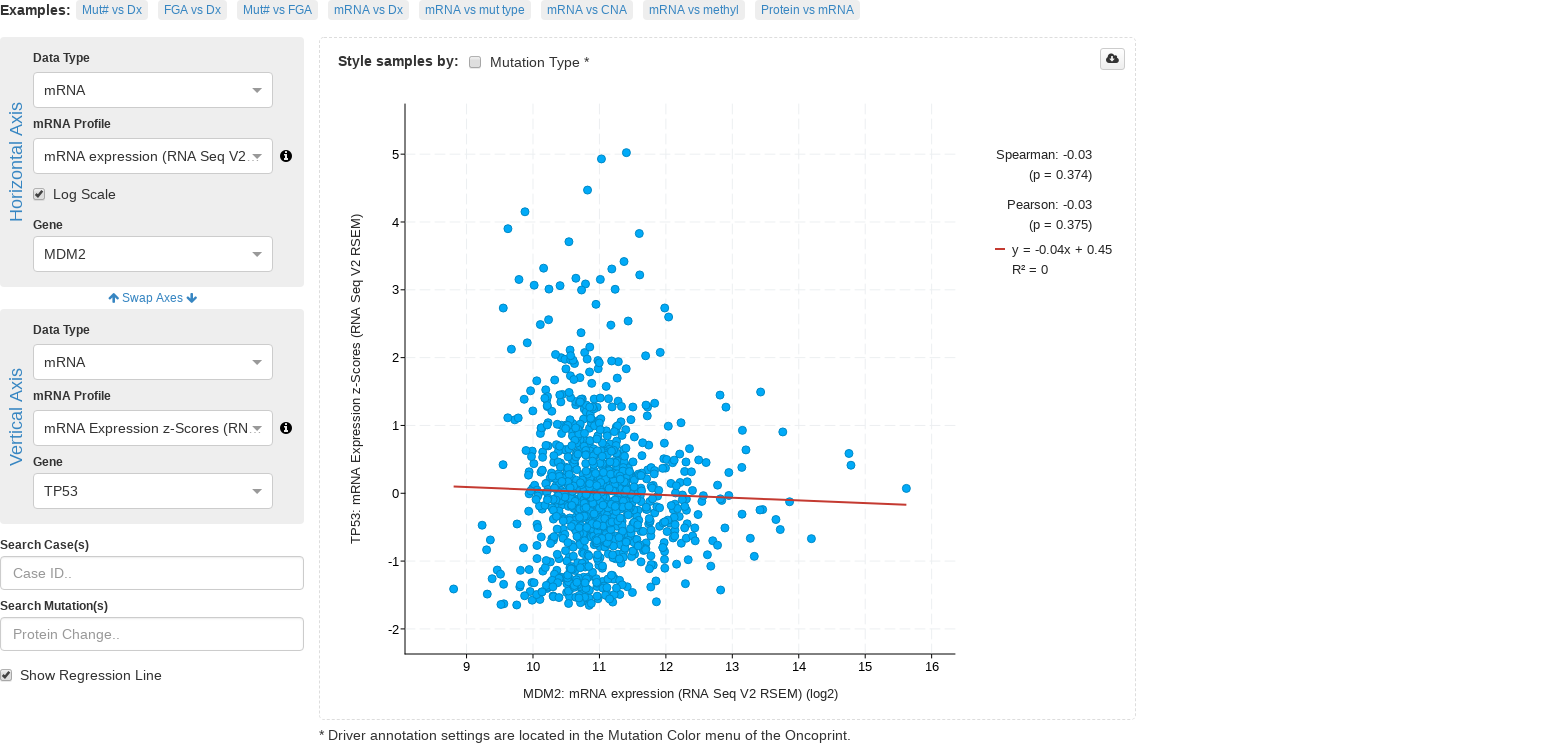 Examples: Mut# vs Dx FGA vs Dx Mut# vs FGA mRNA vs Dx mRNA vs mut type mRNA vs CNA mRNA vs methyl Protein vs mRNA
Horizontal Axis
Data Type
mRNA
mRNA Profile
mRNA expression (RNA Seq V2...
Log Scale
Gene
MDM2
Swap Axes
Vertical Axis
Data Type
mRNA
mRNA Profile
mRNA Expression z-Scores (RN...
Gene
TP53
Search Case(s)
Case ID..
Search Mutation(s)
Protein Change..
Show Regression Line
Style samples by: Mutation Type *
TP53: mRNA Expression z-Scores (RNA Seq V2 RSEM)
5
4
3
2
1
0
-1
-2
9 10 11 12 13 14 15 16
MDM2: mRNA expression (RNA Seq V2 RSEM) (log2)
Spearman: -0.03
(p = 0.374)
Pearson: -0.03
(p = 0.375)
y = -0.04x + 0.45
R² = 0
* Driver annotation settings are located in the Mutation Color menu of the Oncoprint.